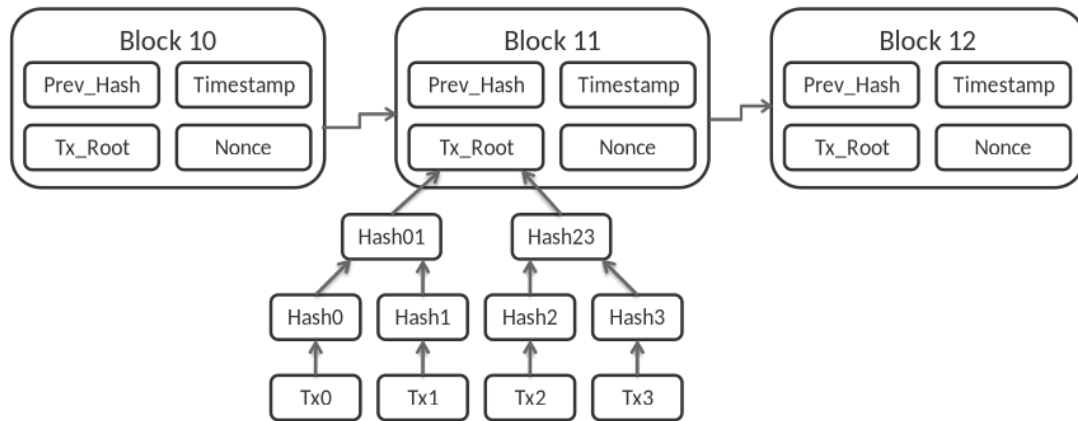 Block 10
Block 11
Block 12
Prev_Hash Timestamp
Prev_Hash Timestamp
Prev_Hash Timestamp
Tx_Root Nonce
Tx_Root Nonce
Tx_Root Nonce
Hash01 Hash23
Hash0 Hash1 Hash2 Hash3
Tx0 Tx1 Tx2 Tx3